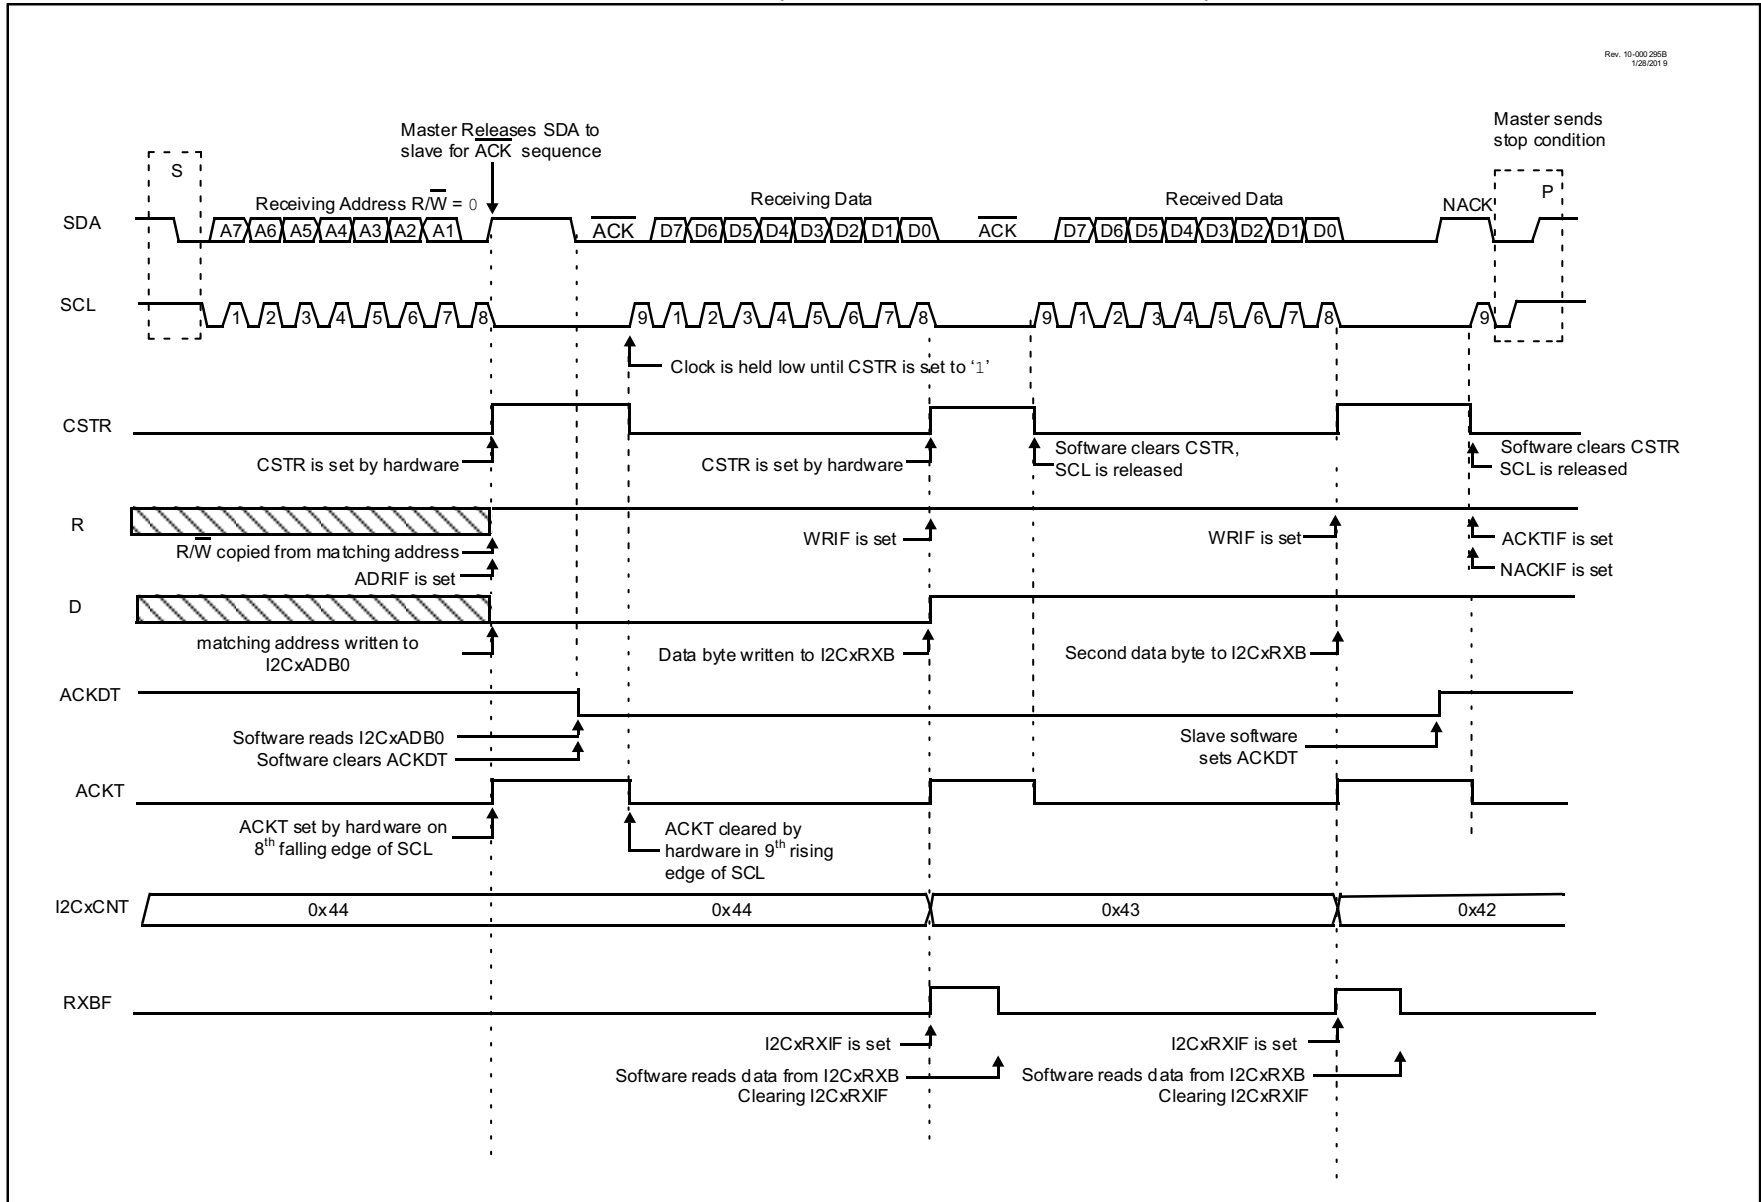 Rev. 10-000 295B
1/28/2019
Master Releases SDA to
slave for ACK sequence
Master sends
stop condition
S
P
Receiving Address R/W = 0
Receiving Data
Received Data
NACK
SDA
A7 A6 A5 A4 A3 A2 A1
ACK
D7 D6 D5 D4 D3 D2 D1 D0
ACK
D7 D6 D5 D4 D3 D2 D1 D0
SCL
1 2 3 4 5 6 7 8
9 1 2 3 4 5 6 7 8
9 1 2 3 4 5 6 7 8
9
Clock is held low until CSTR is set to ‘1’
CSTR
CSTR is set by hardware
CSTR is set by hardware
Software clears CSTR,
SCL is released
Software clears CSTR
SCL is released
R
R/W copied from matching address
ADRIF is set
WRIF is set
WRIF is set
ACKTIF is set
NACKIF is set
D
matching address written to
I2CxADB0
Data byte written to I2CxRXB
Second data byte to I2CxRXB
ACKDT
Software reads I2CxADB0
Software clears ACKDT
Slave software
sets ACKDT
ACKT
ACKT set by hardware on
8th falling edge of SCL
ACKT cleared by
hardware in 9th rising
edge of SCL
I2CxCNT
0x44
0x44
0x43
0x42
RXBF
I2CxRXIF is set
Software reads data from I2CxRXB
Clearing I2CxRXIF
I2CxRXIF is set
Software reads data from I2CxRXB
Clearing I2CxRXIF